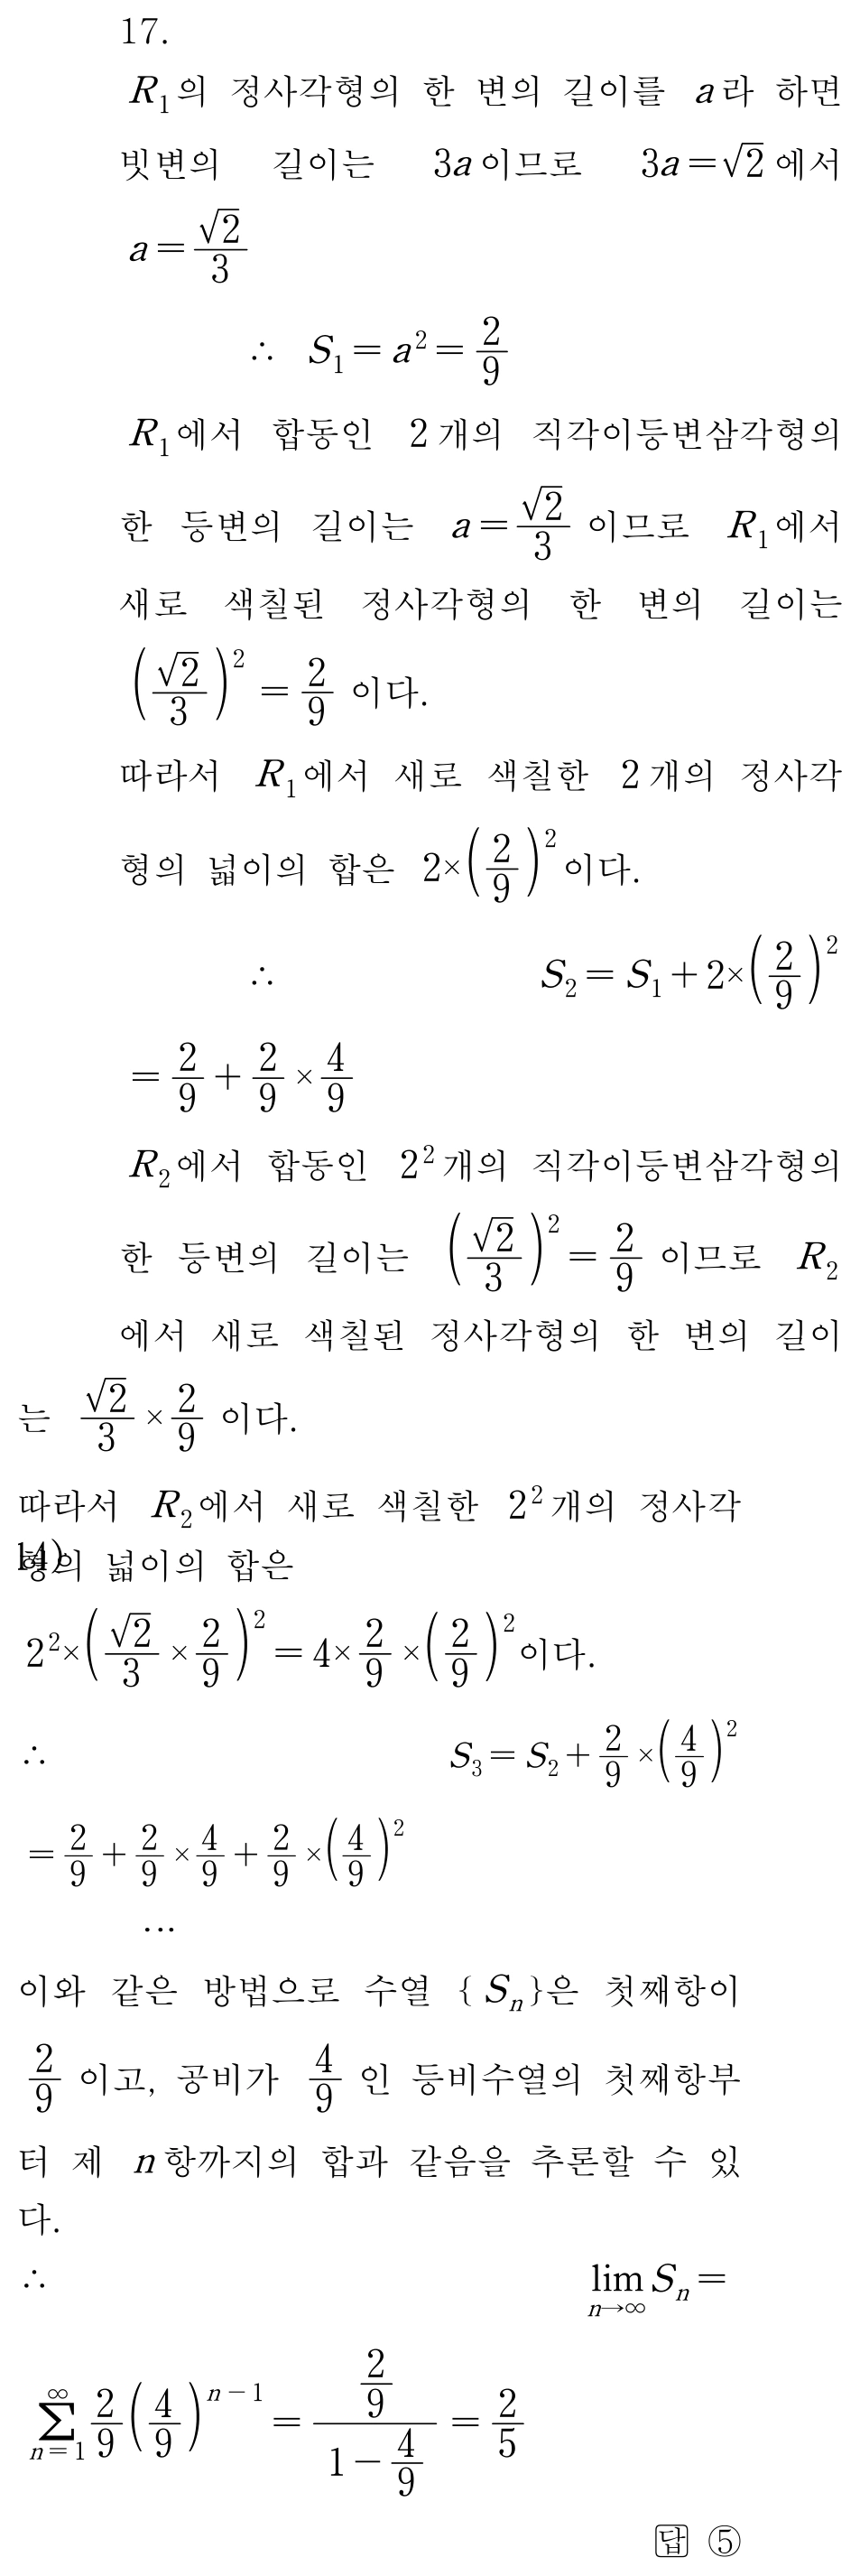 17.
R₁의 정사각형의 한 변의 길이를 a라 하면
빗변의 길이는 3a이므로 3a=√2에서
a=√2/3
∴ S₁=a²=2/9
R₁에서 합동인 2개의 직각이등변삼각형의
한 등변의 길이는 a=√2/3 이므로 R₁에서
새로 색칠된 정사각형의 한 변의 길이는
(√2/3)²=2/9 이다.
따라서 R₁에서 새로 색칠한 2개의 정사각
형의 넓이의 합은 2×(2/9)²이다.
∴ S₂=S₁+2×(2/9)²
=2/9+2/9×4/9
R₂에서 합동인 2²개의 직각이등변삼각형의
한 등변의 길이는 (√2/3)²=2/9 이므로 R₂
에서 새로 색칠된 정사각형의 한 변의 길이
는 √2/3×2/9 이다.
따라서 R₂에서 새로 색칠한 2²개의 정사각
14)
형의 넓이의 합은
2²×(√2/3×2/9)²=4×2/9×(2/9)²이다.
∴ S₃=S₂+2/9×(4/9)²
=2/9+2/9×4/9+2/9×(4/9)²
…
이와 같은 방법으로 수열 {Sₙ}은 첫째항이
2/9 이고, 공비가 4/9 인 등비수열의 첫째항부
터 제 n항까지의 합과 같음을 추론할 수 있
다.
∴ lim n→∞ Sₙ=
∑ n=1 ∞ 2/9(4/9)ⁿ⁻¹=(2/9)/(1-4/9)=2/5
답 ⑤